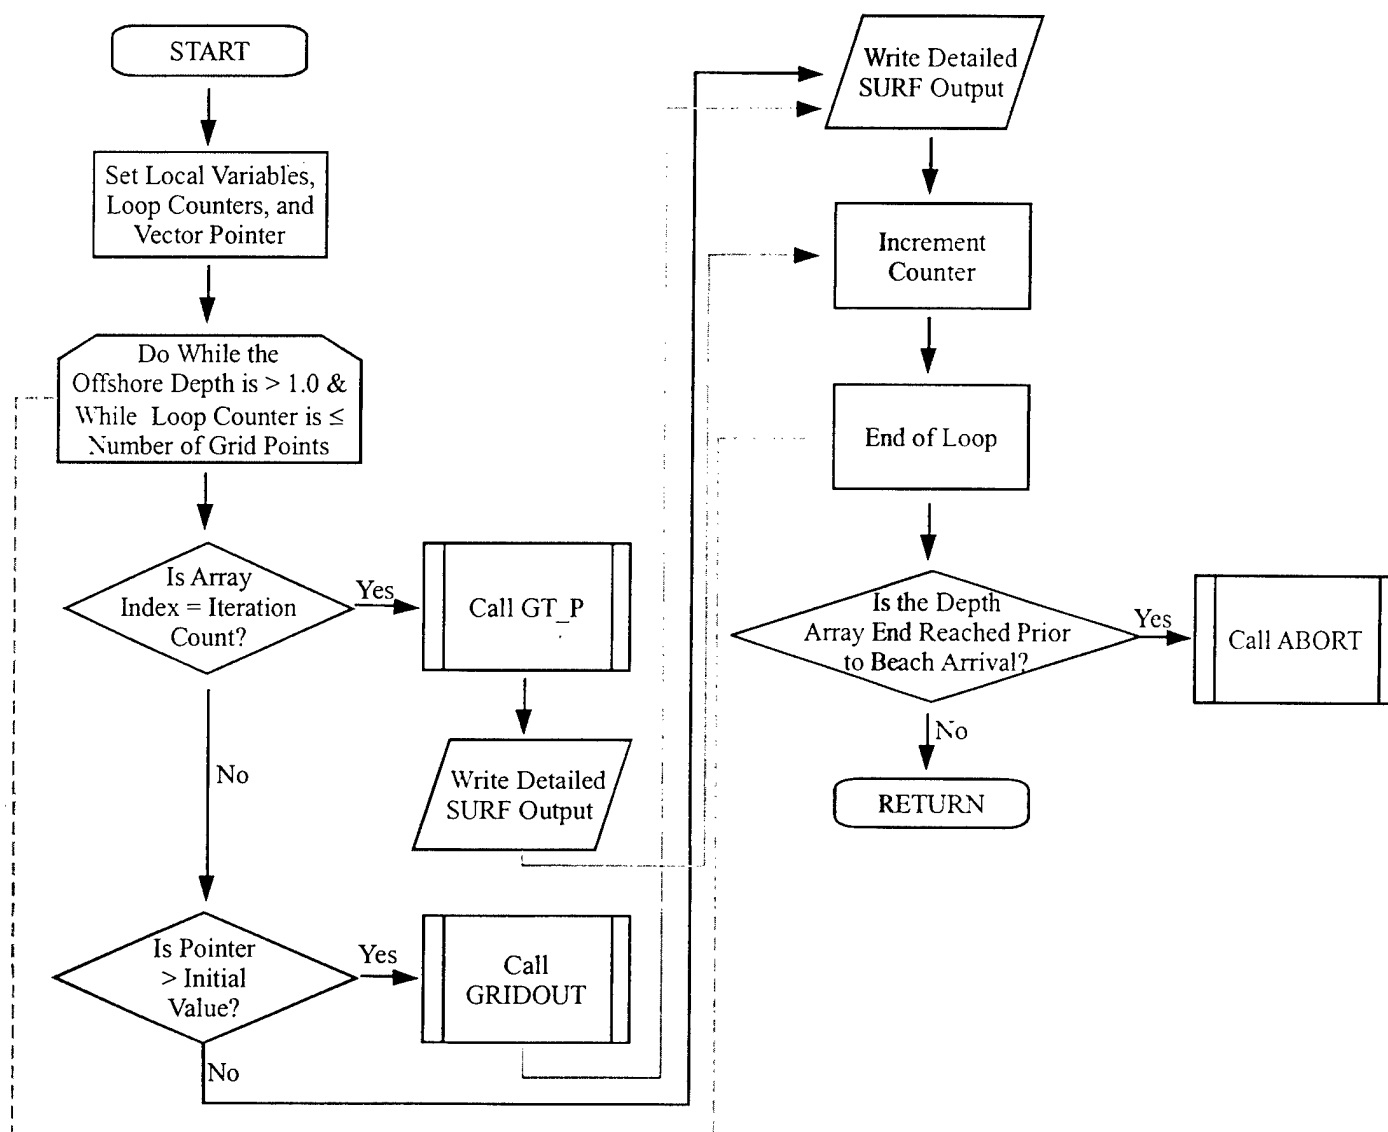 START
Set Local Variables,
Loop Counters, and
Vector Pointer
Do While the
Offshore Depth is > 1.0 &
While Loop Counter is ≤
Number of Grid Points
Is Array
Index = Iteration
Count?
Yes
Call GT_P
Write Detailed
SURF Output
No
Is Pointer
> Initial
Value?
Yes
Call
GRIDOUT
No
Write Detailed
SURF Output
Increment
Counter
End of Loop
Is the Depth
Array End Reached Prior
to Beach Arrival?
Yes
Call ABORT
No
RETURN